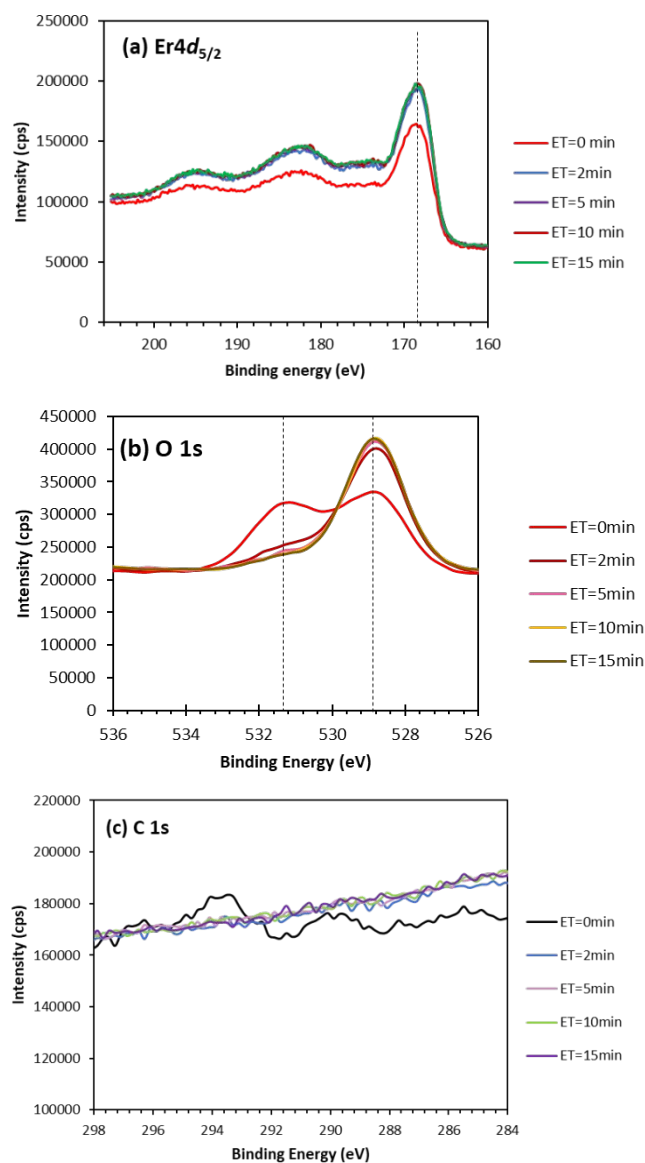 (a) Er4d5/2
Intensity (cps)
250000
200000
150000
100000
50000
0
200
190
180
170
160
Binding energy (eV)
ET=0 min
ET=2min
ET=5 min
ET=10 min
ET=15 min
(b) O 1s
Intensity (cps)
450000
400000
350000
300000
250000
200000
150000
100000
50000
0
536
534
532
530
528
526
Binding Energy (eV)
ET=0min
ET=2min
ET=5min
ET=10min
ET=15min
(c) C 1s
Intensity (cps)
220000
200000
180000
160000
140000
120000
100000
298
296
294
292
290
288
286
284
Binding Energy (eV)
ET=0min
ET=2min
ET=5min
ET=10min
ET=15min